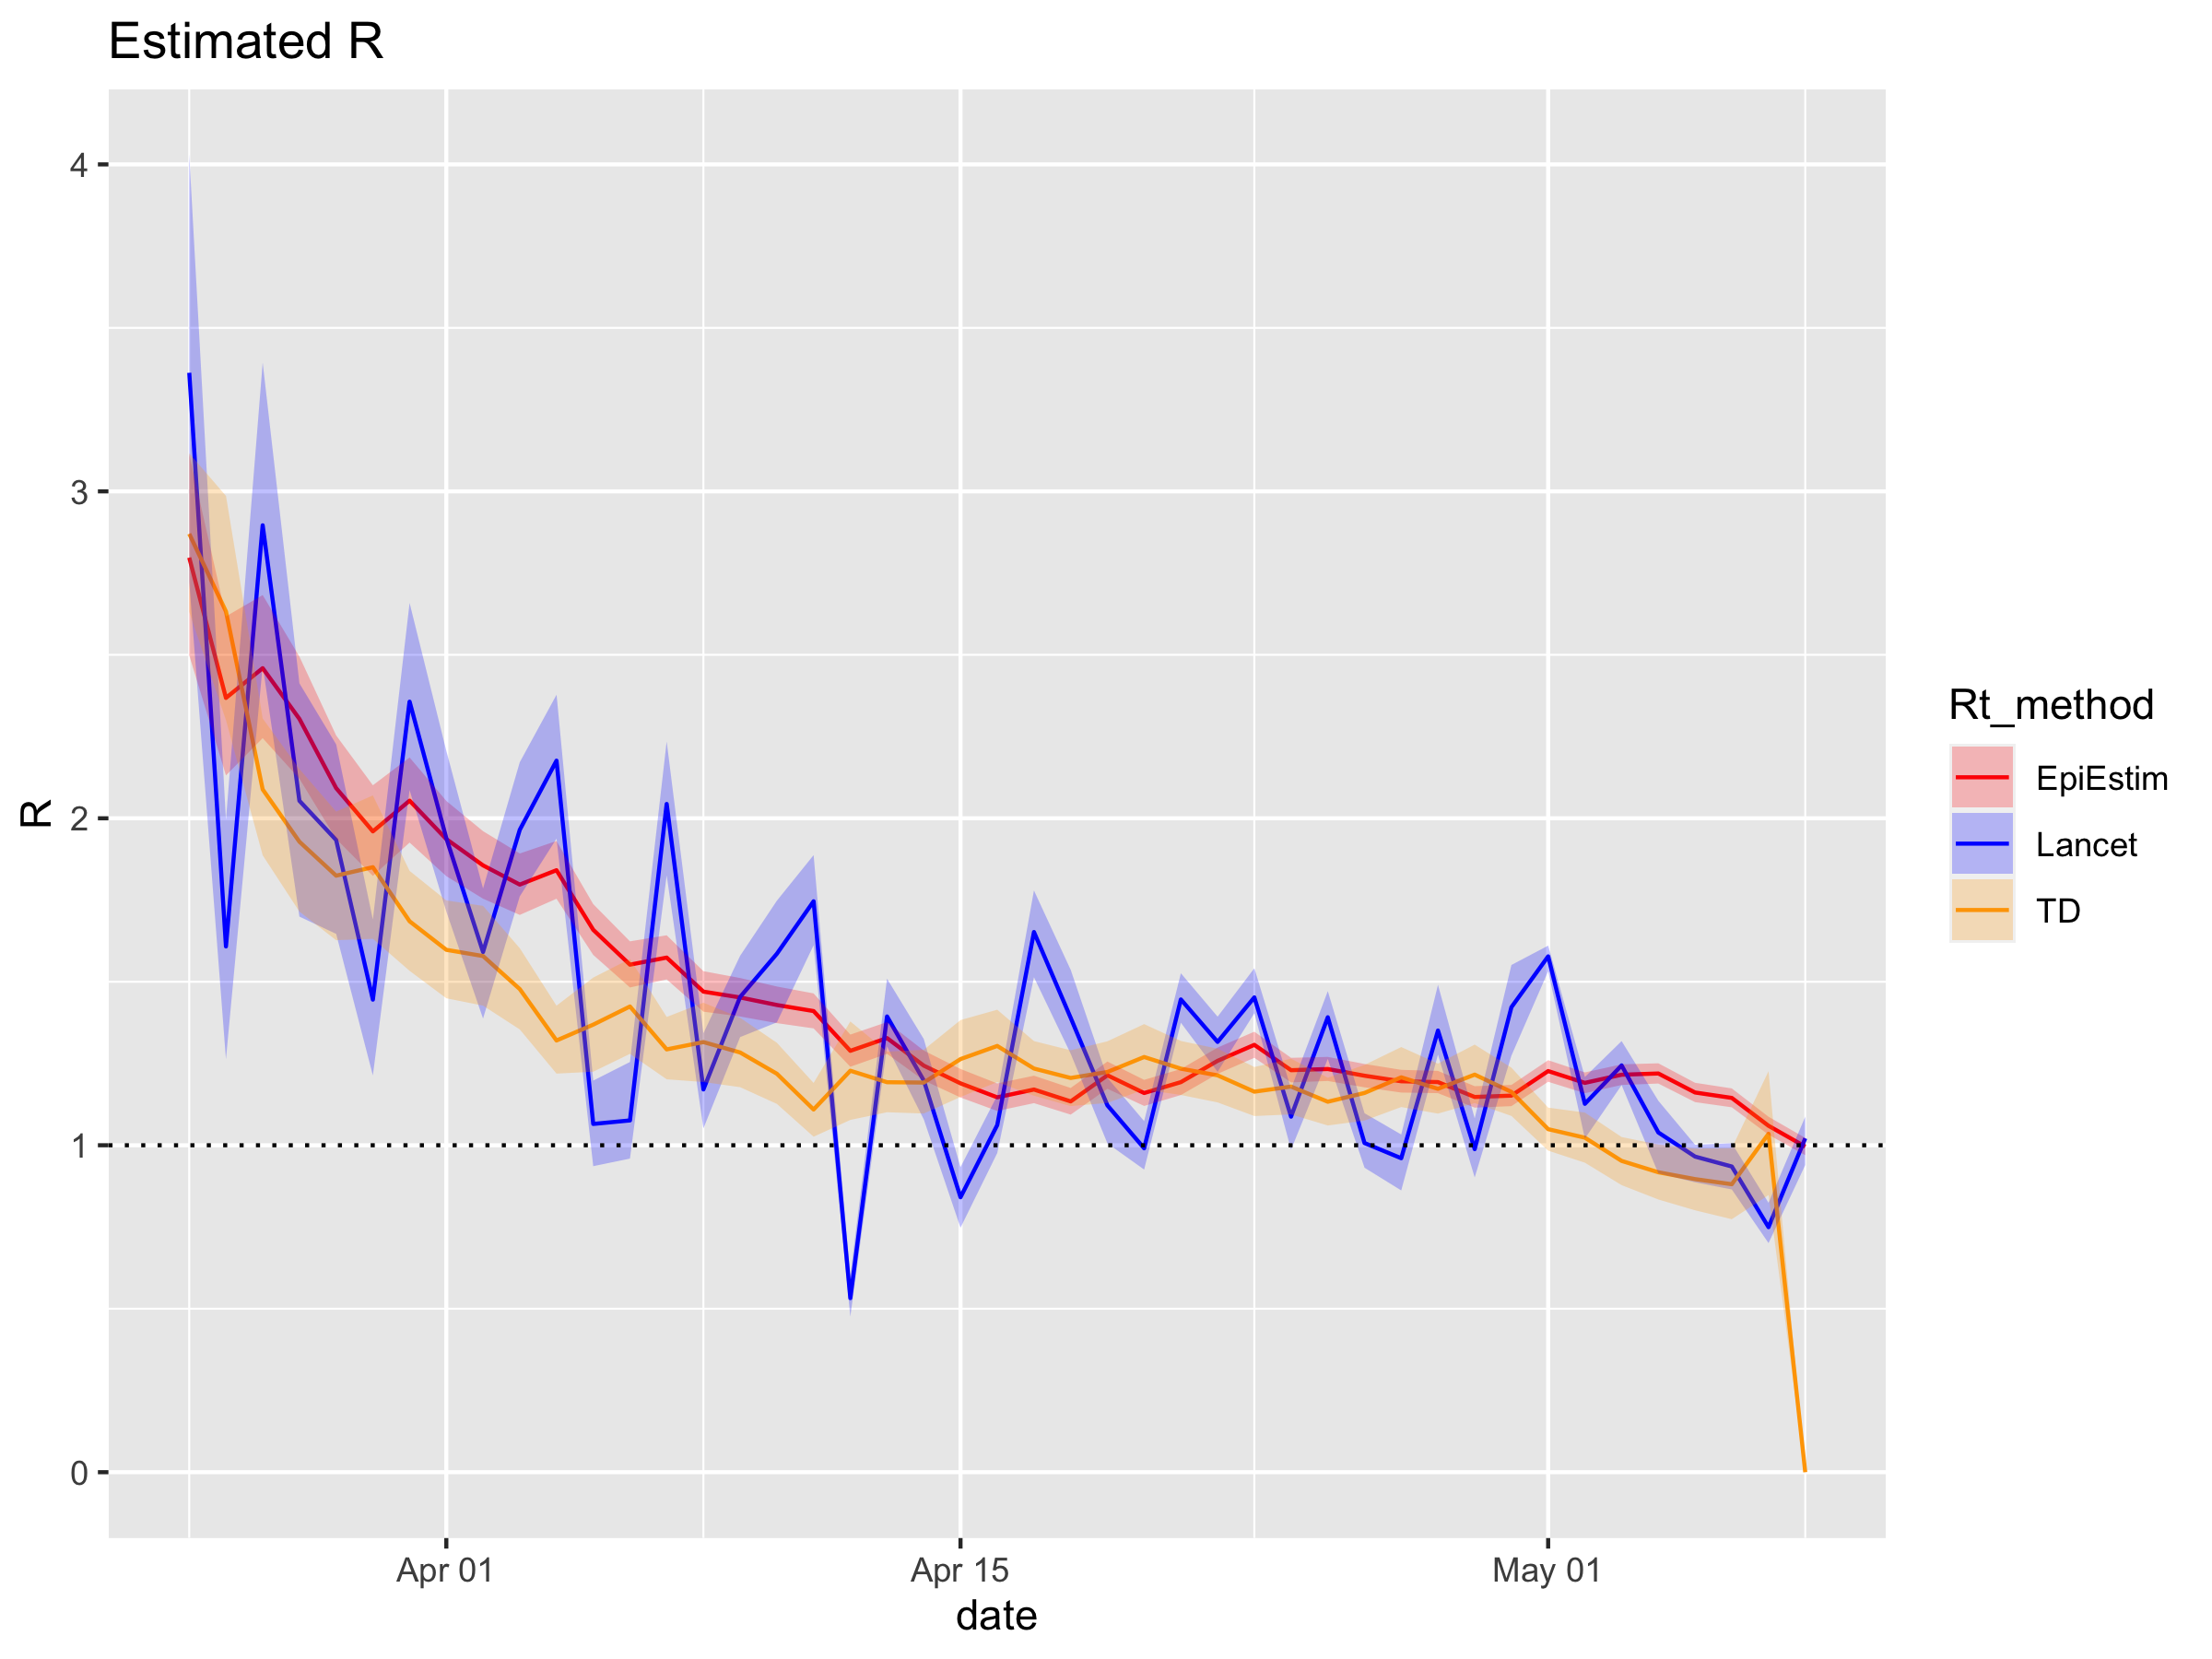 Estimated R
4
3
2
1
0
R
Apr 01
Apr 15
May 01
date
Rt_method
EpiEstim
Lancet
TD